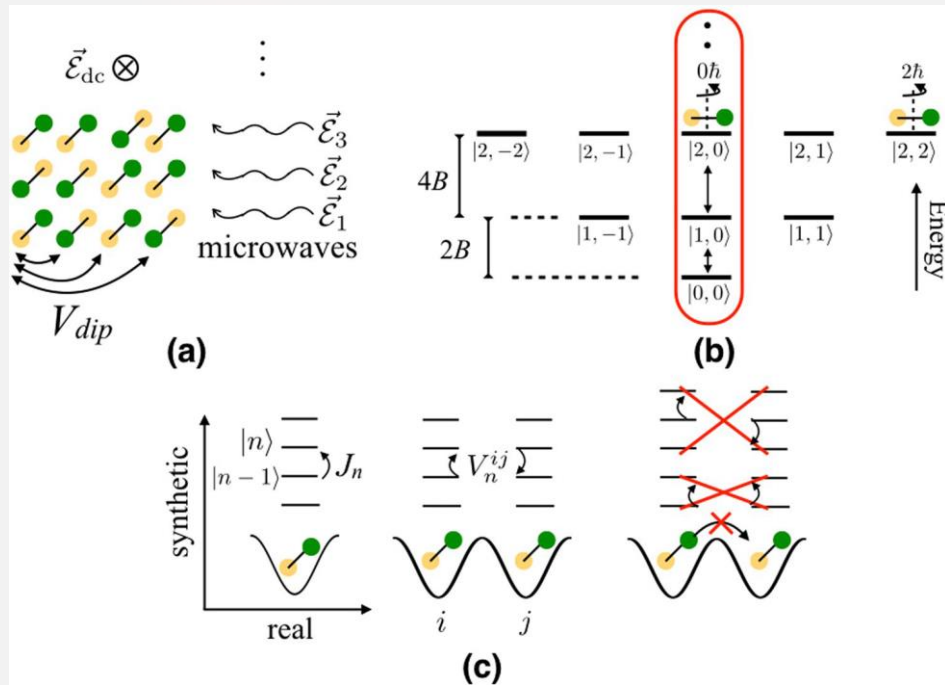 ℰ⃗dc ⊗
⋮
ℰ⃗3
ℰ⃗2
ℰ⃗1
microwaves
Vdip
(a)
0ħ
2ħ
|2, −2⟩ |2, −1⟩ |2, 0⟩ |2, 1⟩ |2, 2⟩
4B
|1, −1⟩ |1, 0⟩ |1, 1⟩
2B
|0, 0⟩
Energy
(b)
synthetic
|n⟩
|n − 1⟩
Jn
Vnij
real
i
j
(c)